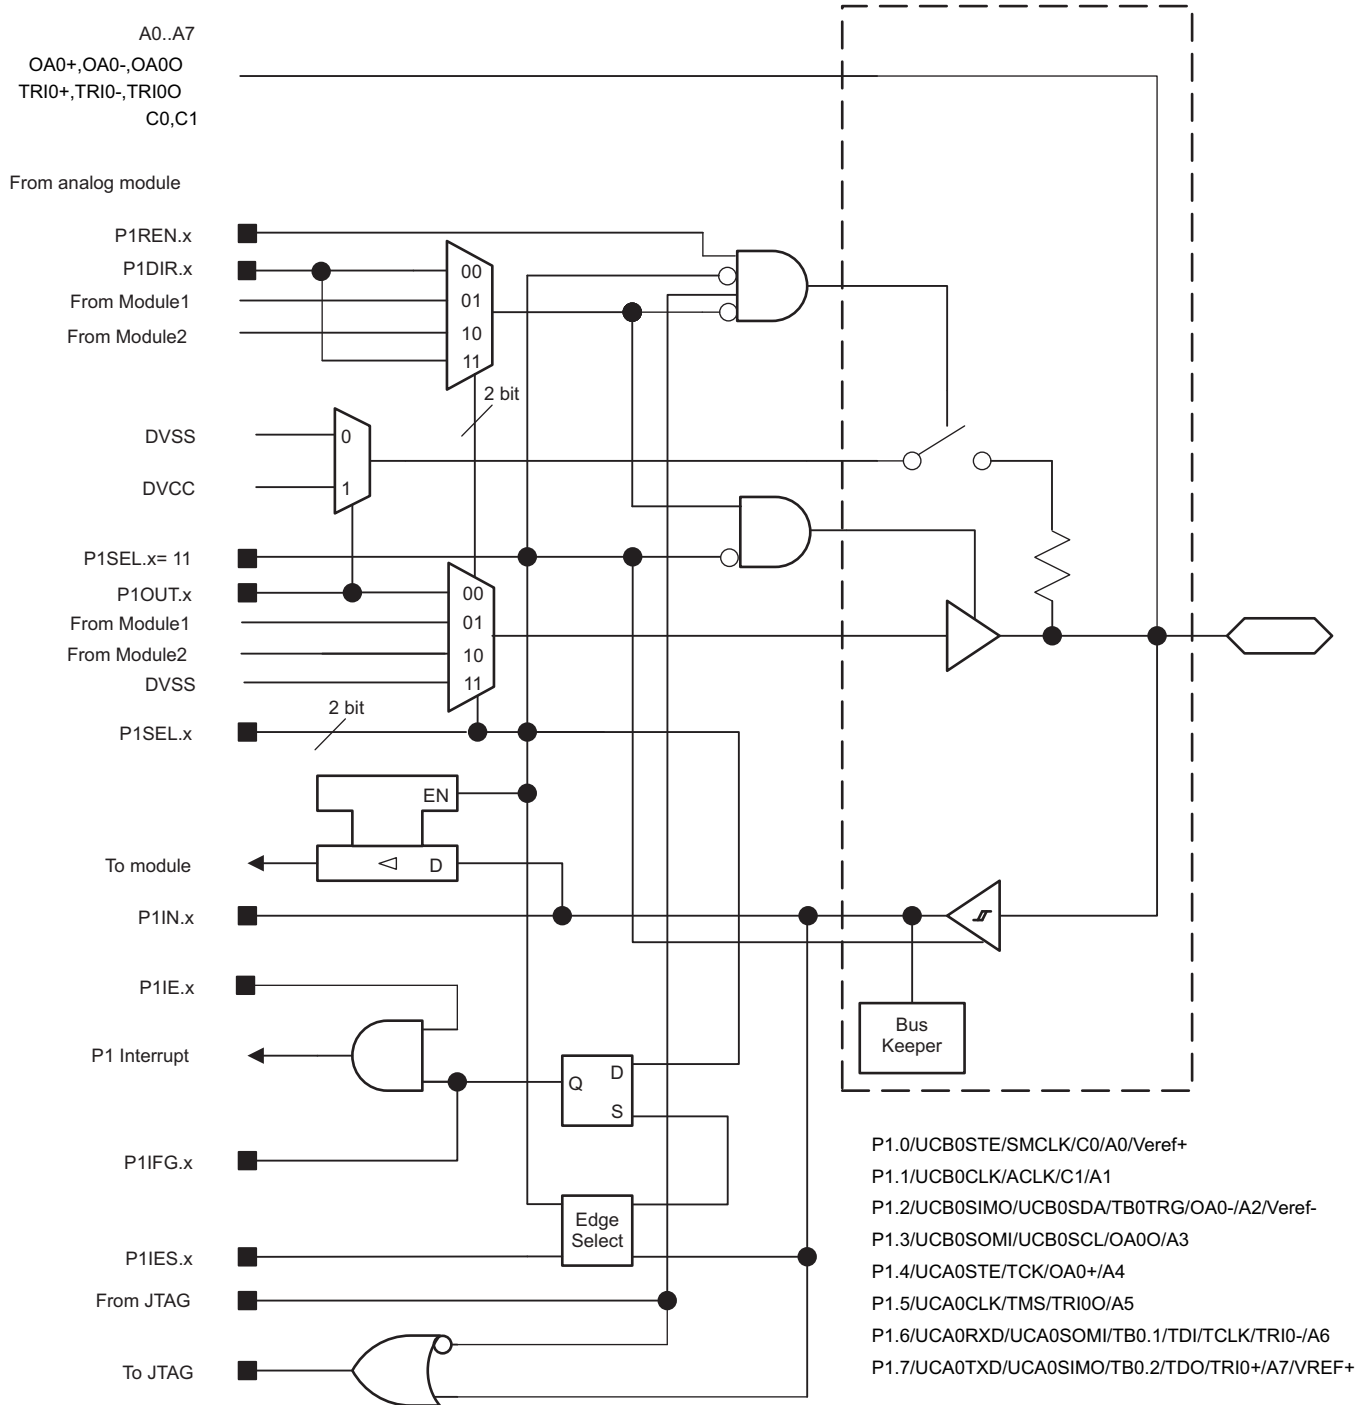 A0..A7
OA0+,OA0-,OA0O
TRI0+,TRI0-,TRI0O
C0,C1
From analog module
P1REN.x
P1DIR.x
From Module1
From Module2
00
01
10
11
2 bit
DVSS
DVCC
0
1
P1SEL.x= 11
P1OUT.x
From Module1
From Module2
DVSS
00
01
10
11
2 bit
P1SEL.x
EN
D
To module
P1IN.x
P1IE.x
Bus
Keeper
P1 Interrupt
Q
D
S
P1IFG.x
Edge
Select
P1IES.x
From JTAG
To JTAG
P1.0/UCB0STE/SMCLK/C0/A0/Veref+
P1.1/UCB0CLK/ACLK/C1/A1
P1.2/UCB0SIMO/UCB0SDA/TB0TRG/OA0-/A2/Veref-
P1.3/UCB0SOMI/UCB0SCL/OA0O/A3
P1.4/UCA0STE/TCK/OA0+/A4
P1.5/UCA0CLK/TMS/TRI0O/A5
P1.6/UCA0RXD/UCA0SOMI/TB0.1/TDI/TCLK/TRI0-/A6
P1.7/UCA0TXD/UCA0SIMO/TB0.2/TDO/TRI0+/A7/VREF+